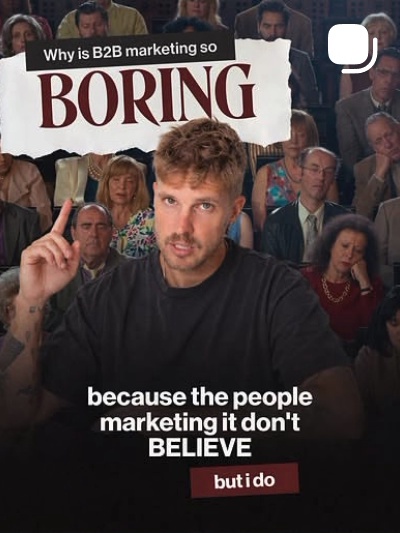 Why is B2B marketing so
BORING
because the people
marketing it don't
BELIEVE
but i do